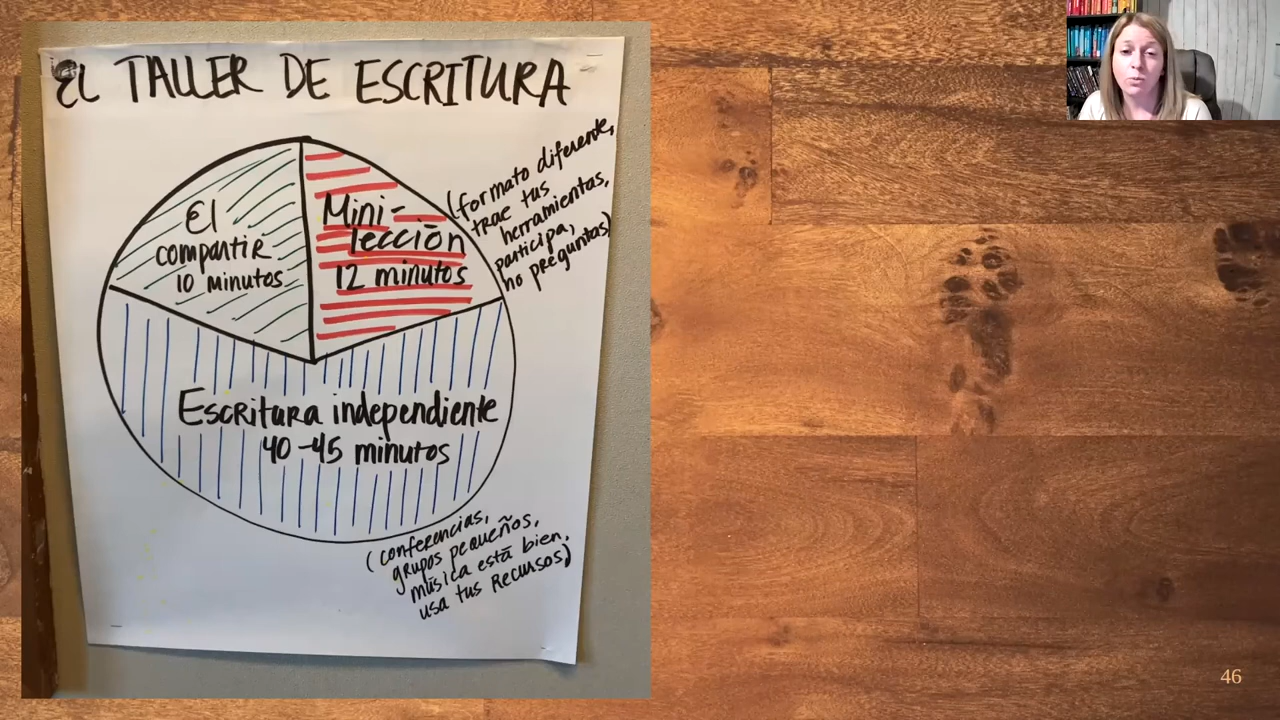 EL TALLER DE ESCRITURA
El
compartir
10 minutos
Mini-
lección
12 minutos
(formato diferente,
trae tus
herramientas,
participa,
no preguntas)
Escritura independiente
40-45 minutos
(conferencias,
grupos pequeños,
música está bien,
usa tus recursos)
46